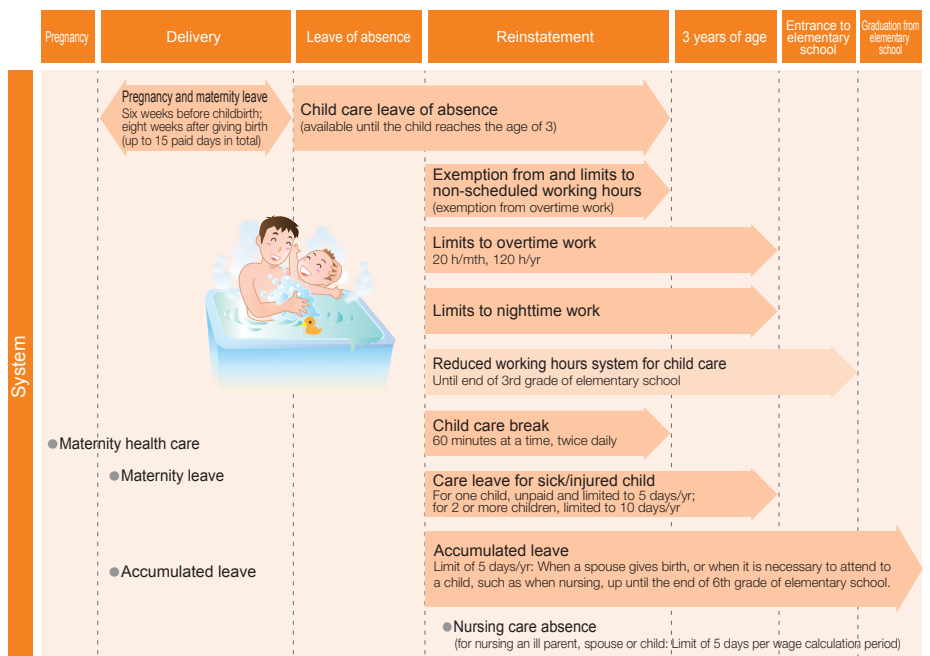 Pregnancy
Delivery
Leave of absence
Reinstatement
3 years of age
Entrance to
elementary
school
Graduation from
elementary
school
System
Pregnancy and maternity leave
Six weeks before childbirth;
eight weeks after giving birth
(up to 15 paid days in total)
Child care leave of absence
(available until the child reaches the age of 3)
Exemption from and limits to
non-scheduled working hours
(exemption from overtime work)
Limits to overtime work
20 h/mth, 120 h/yr
Limits to nighttime work
Reduced working hours system for child care
Until end of 3rd grade of elementary school
Child care break
60 minutes at a time, twice daily
●Maternity health care
●Maternity leave
Care leave for sick/injured child
For one child, unpaid and limited to 5 days/yr;
for 2 or more children, limited to 10 days/yr
Accumulated leave
Limit of 5 days/yr: When a spouse gives birth, or when it is necessary to attend to
a child, such as when nursing, up until the end of 6th grade of elementary school.
●Accumulated leave
●Nursing care absence
(for nursing an ill parent, spouse or child: Limit of 5 days per wage calculation period)